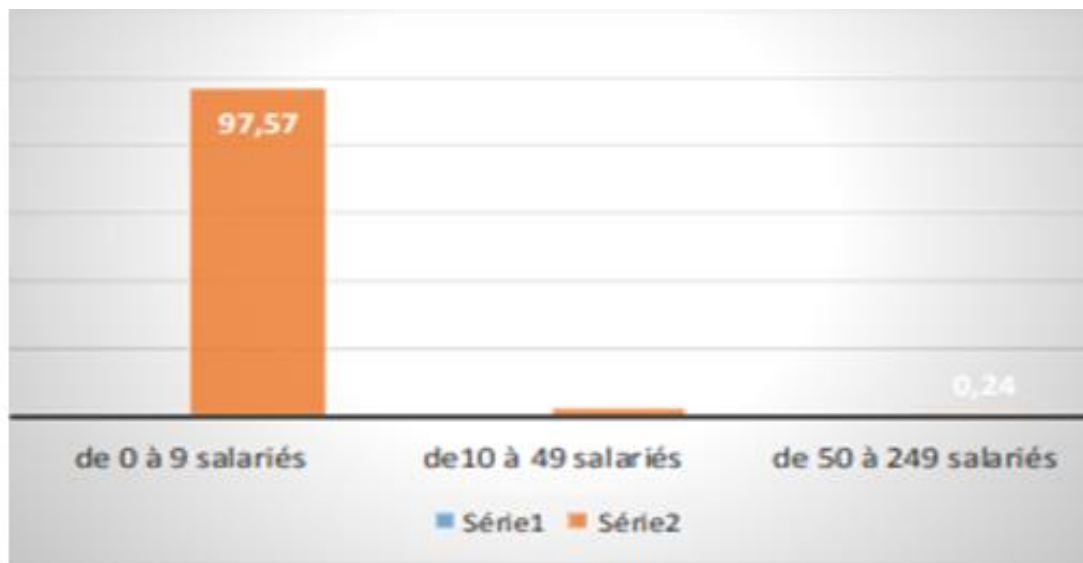 97,57
0,24
de 0 à 9 salariés
de10 à 49 salariés
de 50 à 249 salariés
Série1
Série2